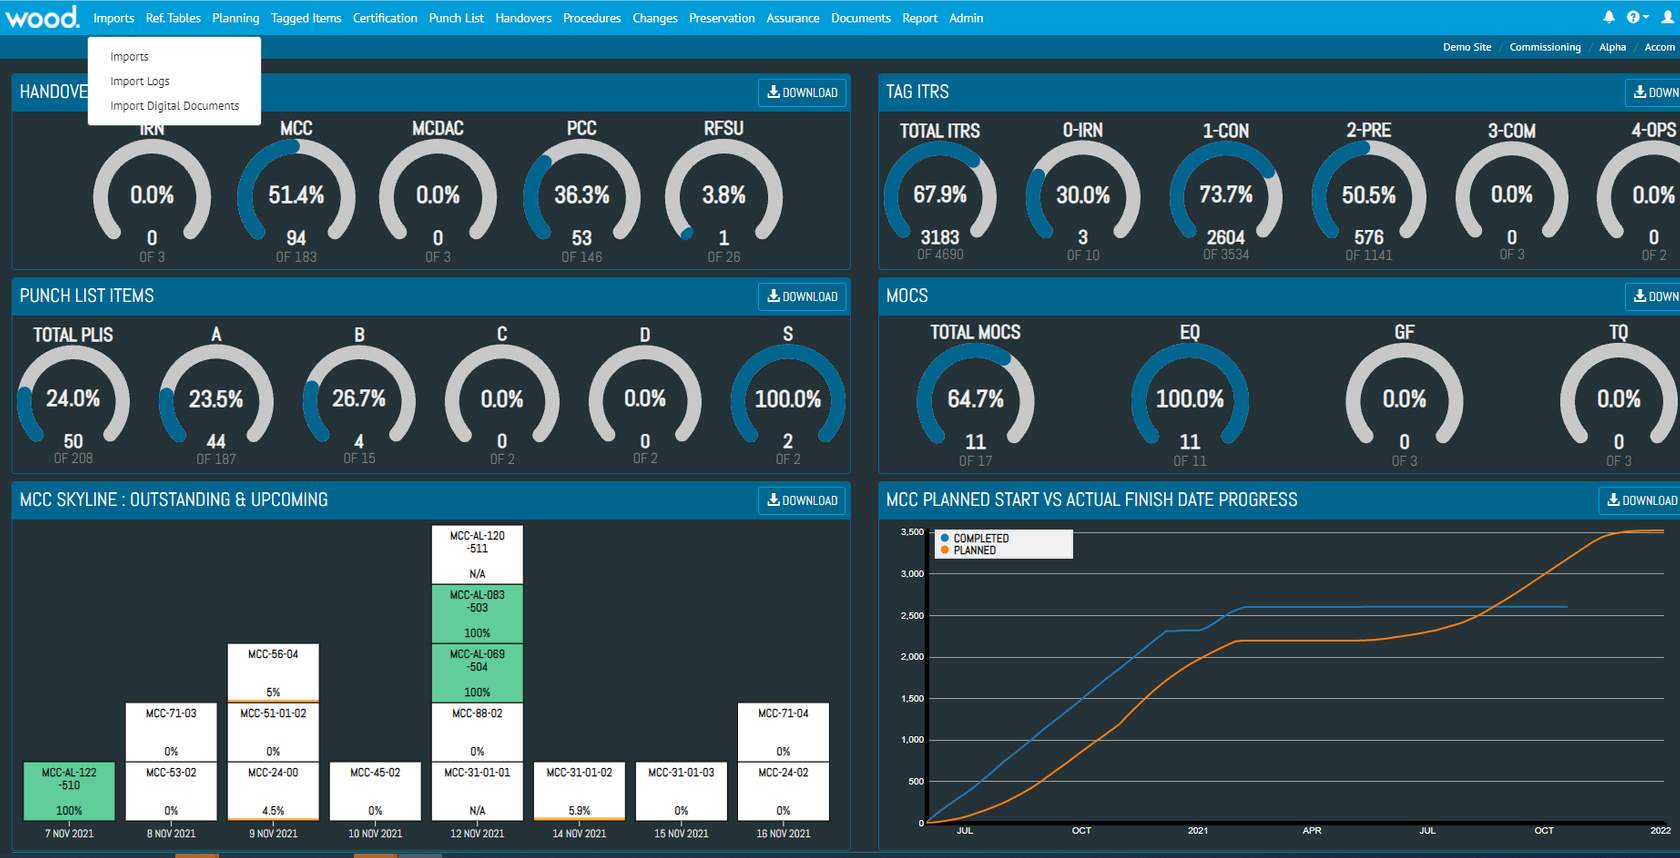 wood.
Imports Ref. Tables Planning Tagged Items Certification Punch List Handovers Procedures Changes Preservation Assurance Documents Report Admin
Demo Site / Commissioning / Alpha / Accom
Imports
Import Logs
Import Digital Documents
HANDOVE
DOWNLOAD
IRN MCC MCDAC PCC RFSU
0.0% 51.4% 0.0% 36.3% 3.8%
0 94 0 53 1
OF 3 OF 183 OF 3 OF 146 OF 26
TAG ITRS
DOWN
TOTAL ITRS 0-IRN 1-CON 2-PRE 3-COM 4-OPS
67.9% 30.0% 73.7% 50.5% 0.0% 0.0%
3183 3 2604 576 0 0
OF 4690 OF 10 OF 3534 OF 1141 OF 3 OF 2
PUNCH LIST ITEMS
DOWNLOAD
TOTAL PLIS A B C D S
24.0% 23.5% 26.7% 0.0% 0.0% 100.0%
50 44 4 0 0 2
OF 208 OF 187 OF 15 OF 2 OF 2 OF 2
MOCS
DOWN
TOTAL MOCS EQ GF TQ
64.7% 100.0% 0.0% 0.0%
11 11 0 0
OF 17 OF 11 OF 3 OF 3
MCC SKYLINE : OUTSTANDING & UPCOMING
DOWNLOAD
MCC-AL-122
-510
100%
7 NOV 2021
MCC-71-03
0%
MCC-53-02
0%
8 NOV 2021
MCC-56-04
5%
MCC-51-01-02
0%
MCC-24-00
4.5%
9 NOV 2021
MCC-45-02
0%
10 NOV 2021
MCC-AL-120
-511
N/A
MCC-AL-083
-503
100%
MCC-AL-069
-504
100%
MCC-88-02
0%
MCC-31-01-01
N/A
12 NOV 2021
MCC-31-01-02
5.9%
14 NOV 2021
MCC-31-01-03
0%
15 NOV 2021
MCC-71-04
0%
MCC-24-02
0%
16 NOV 2021
MCC PLANNED START VS ACTUAL FINISH DATE PROGRESS
DOWNLOAD
COMPLETED
PLANNED
3,500
3,000
2,500
2,000
1,500
1,000
500
0
JUL OCT 2021 APR JUL OCT 2022